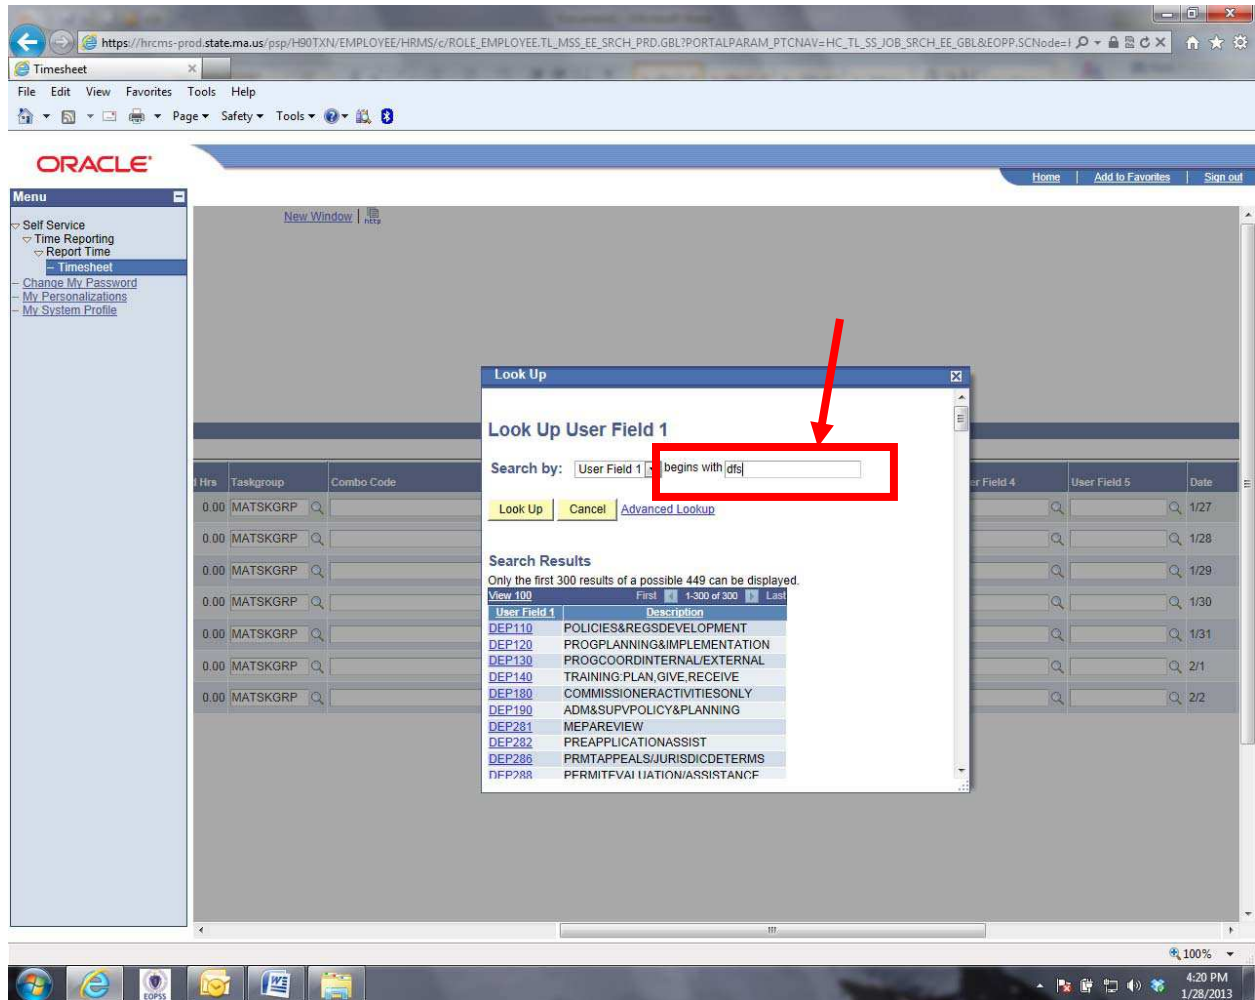 https://hrcms-prod.state.ma.us/psp/H90TXN/EMPLOYEE/HRMS/c/ROLE_EMPLOYEE.TL_MSS_EE_SRCH_PRD.GBL?PORTALPARAM_PTCNAV=HC_TL_SS_JOB_SRCH_EE_GBL&EOPP.SCNode=
Timesheet
File Edit View Favorites Tools Help
Page Safety Tools
ORACLE
Home | Add to Favorites | Sign out
Menu
New Window | http
Self Service
Time Reporting
Report Time
Timesheet
Change My Password
My Personalizations
My System Profile
Look Up
Look Up User Field 1
Search by: User Field 1 begins with dfs
Look Up Cancel Advanced Lookup
Hrs Taskgroup Combo Code Field 4 User Field 5 Date
0.00 MATSKGRP 1/27
0.00 MATSKGRP 1/28
0.00 MATSKGRP 1/29
0.00 MATSKGRP 1/30
0.00 MATSKGRP 1/31
0.00 MATSKGRP 2/1
0.00 MATSKGRP 2/2
Search Results
Only the first 300 results of a possible 449 can be displayed.
View 100 First 1-300 of 300 Last
User Field 1 Description
DEP110 POLICIES&REGSDEVELOPMENT
DEP120 PROGPLANNING&IMPLEMENTATION
DEP130 PROGCOORDINTERNAL/EXTERNAL
DEP140 TRAINING:PLAN,GIVE,RECEIVE
DEP180 COMMISSIONERACTIVITIESONLY
DEP190 ADM&SUPVPOLICY&PLANNING
DEP281 MEPAREVIEW
DEP282 PREAPPLICATIONASSIST
DEP286 PRMTAPPEALS/JURISDICDETERMS
DEP288 PERMITEVALUATION/ASSISTANCE
100%
EOPSS
4:20 PM
1/28/2013